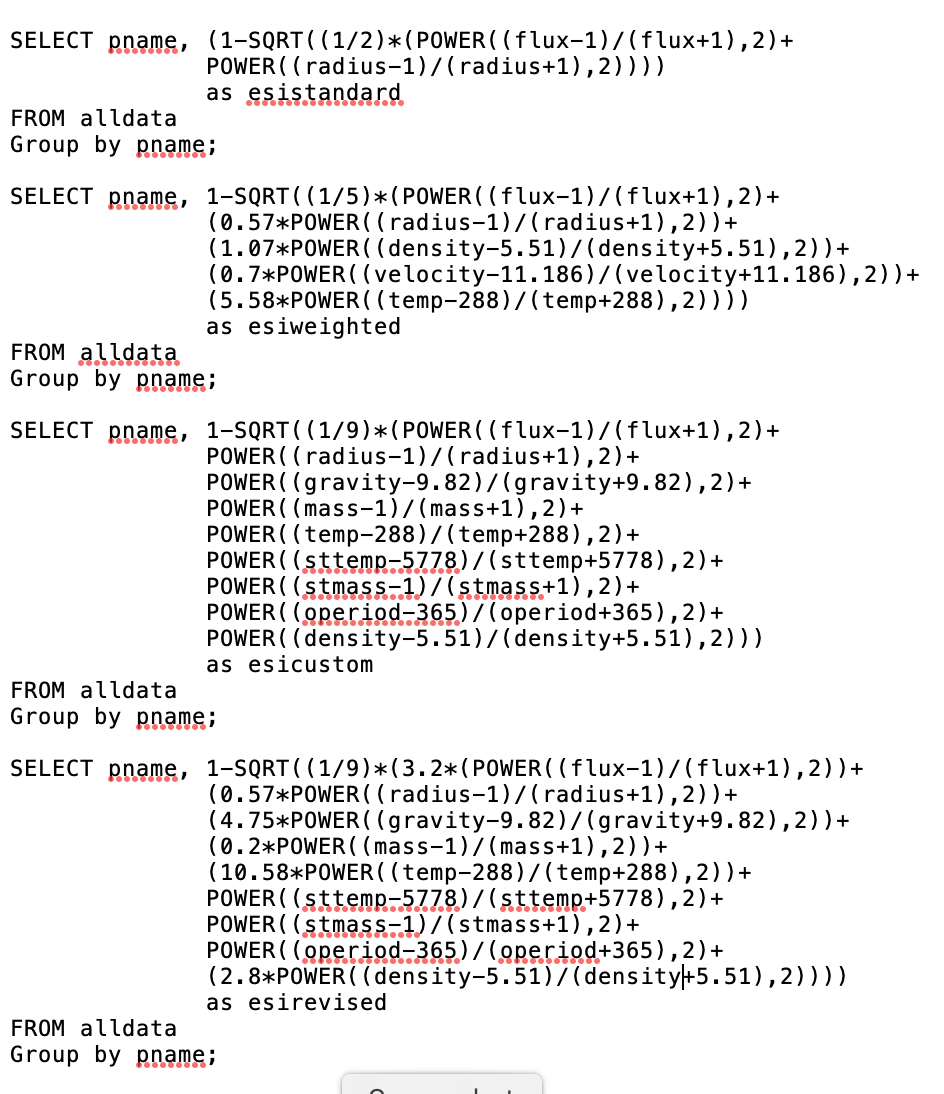 SELECT pname, (1-SQRT((1/2)*(POWER((flux-1)/(flux+1),2)+
POWER((radius-1)/(radius+1),2))))
as esistandard
FROM alldata
Group by pname;
SELECT pname, 1-SQRT((1/5)*(POWER((flux-1)/(flux+1),2)+
(0.57*POWER((radius-1)/(radius+1),2))+
(1.07*POWER((density-5.51)/(density+5.51),2))+
(0.7*POWER((velocity-11.186)/(velocity+11.186),2))+
(5.58*POWER((temp-288)/(temp+288),2))))
as esiweighted
FROM alldata
Group by pname;
SELECT pname, 1-SQRT((1/9)*(POWER((flux-1)/(flux+1),2)+
POWER((radius-1)/(radius+1),2)+
POWER((gravity-9.82)/(gravity+9.82),2)+
POWER((mass-1)/(mass+1),2)+
POWER((temp-288)/(temp+288),2)+
POWER((sttemp-5778)/(sttemp+5778),2)+
POWER((stmass-1)/(stmass+1),2)+
POWER((operiod-365)/(operiod+365),2)+
POWER((density-5.51)/(density+5.51),2)))
as esicustom
FROM alldata
Group by pname;
SELECT pname, 1-SQRT((1/9)*(3.2*(POWER((flux-1)/(flux+1),2))+
(0.57*POWER((radius-1)/(radius+1),2))+
(4.75*POWER((gravity-9.82)/(gravity+9.82),2))+
(0.2*POWER((mass-1)/(mass+1),2))+
(10.58*POWER((temp-288)/(temp+288),2))+
POWER((sttemp-5778)/(sttemp+5778),2)+
POWER((stmass-1)/(stmass+1),2)+
POWER((operiod-365)/(operiod+365),2)+
(2.8*POWER((density-5.51)/(density+5.51),2))))
as esirevised
FROM alldata
Group by pname;